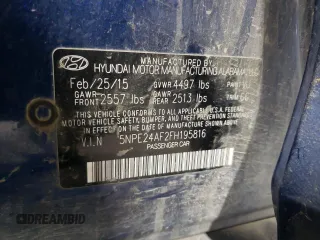 MANUFACTURED BY
HYUNDAI MOTOR MANUFACTURING ALABAMA
Feb/25/15 GVWR 4497 lbs
GAWR GAWR
FRONT 2557 lbs REAR 2513 lbs
THIS VEHICLE CONFORMS TO ALL APPLICABLE U.S.A. FEDERAL
MOTOR VEHICLE SAFETY, BUMPER, AND THEFT PREVENTION
STANDARDS IN EFFECT ON THE DATE OF MANUFACTURE SHOWN ABOVE.
V.I.N 5NPE24AF2FH195816
PASSENGER CAR
© BIDFAX